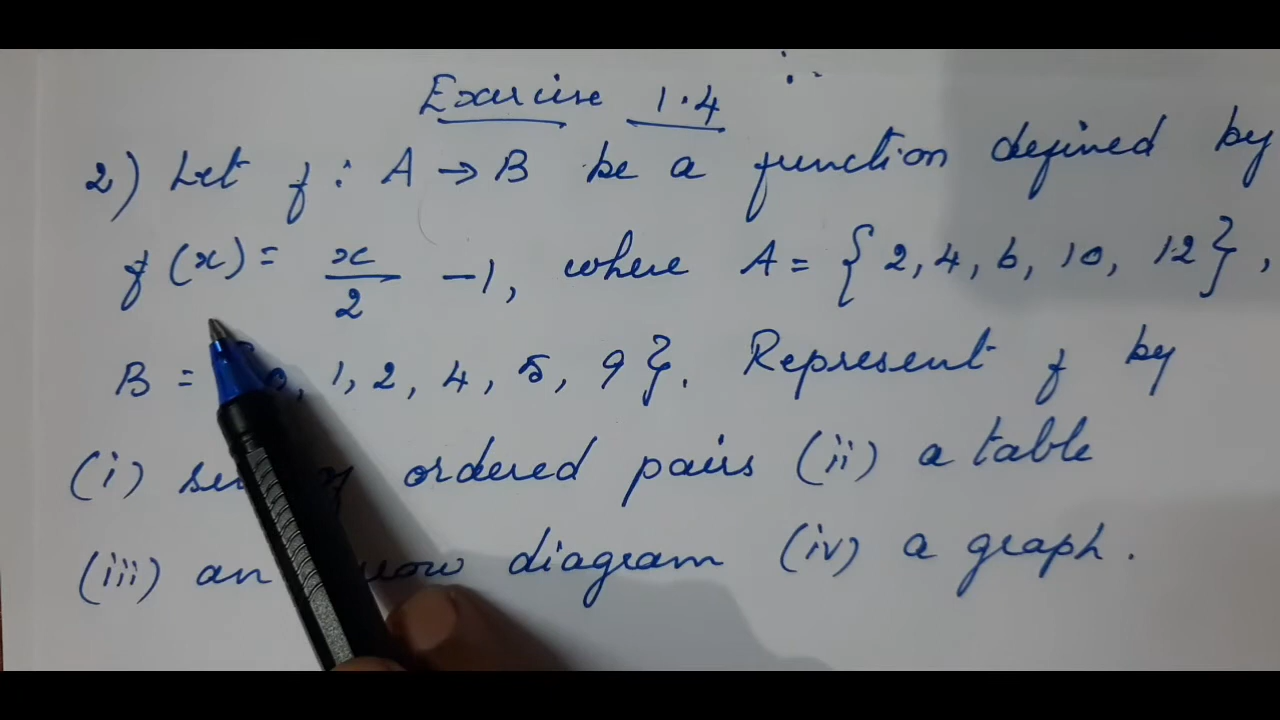 Exercise 1.4
2) Let f : A → B be a function defined by
f(x) = x/2 - 1, where A = { 2, 4, 6, 10, 12 },
B = 0, 1, 2, 4, 5, 9 }. Represent f by
(i) ordered pairs (ii) a table
(iii) an diagram (iv) a graph.